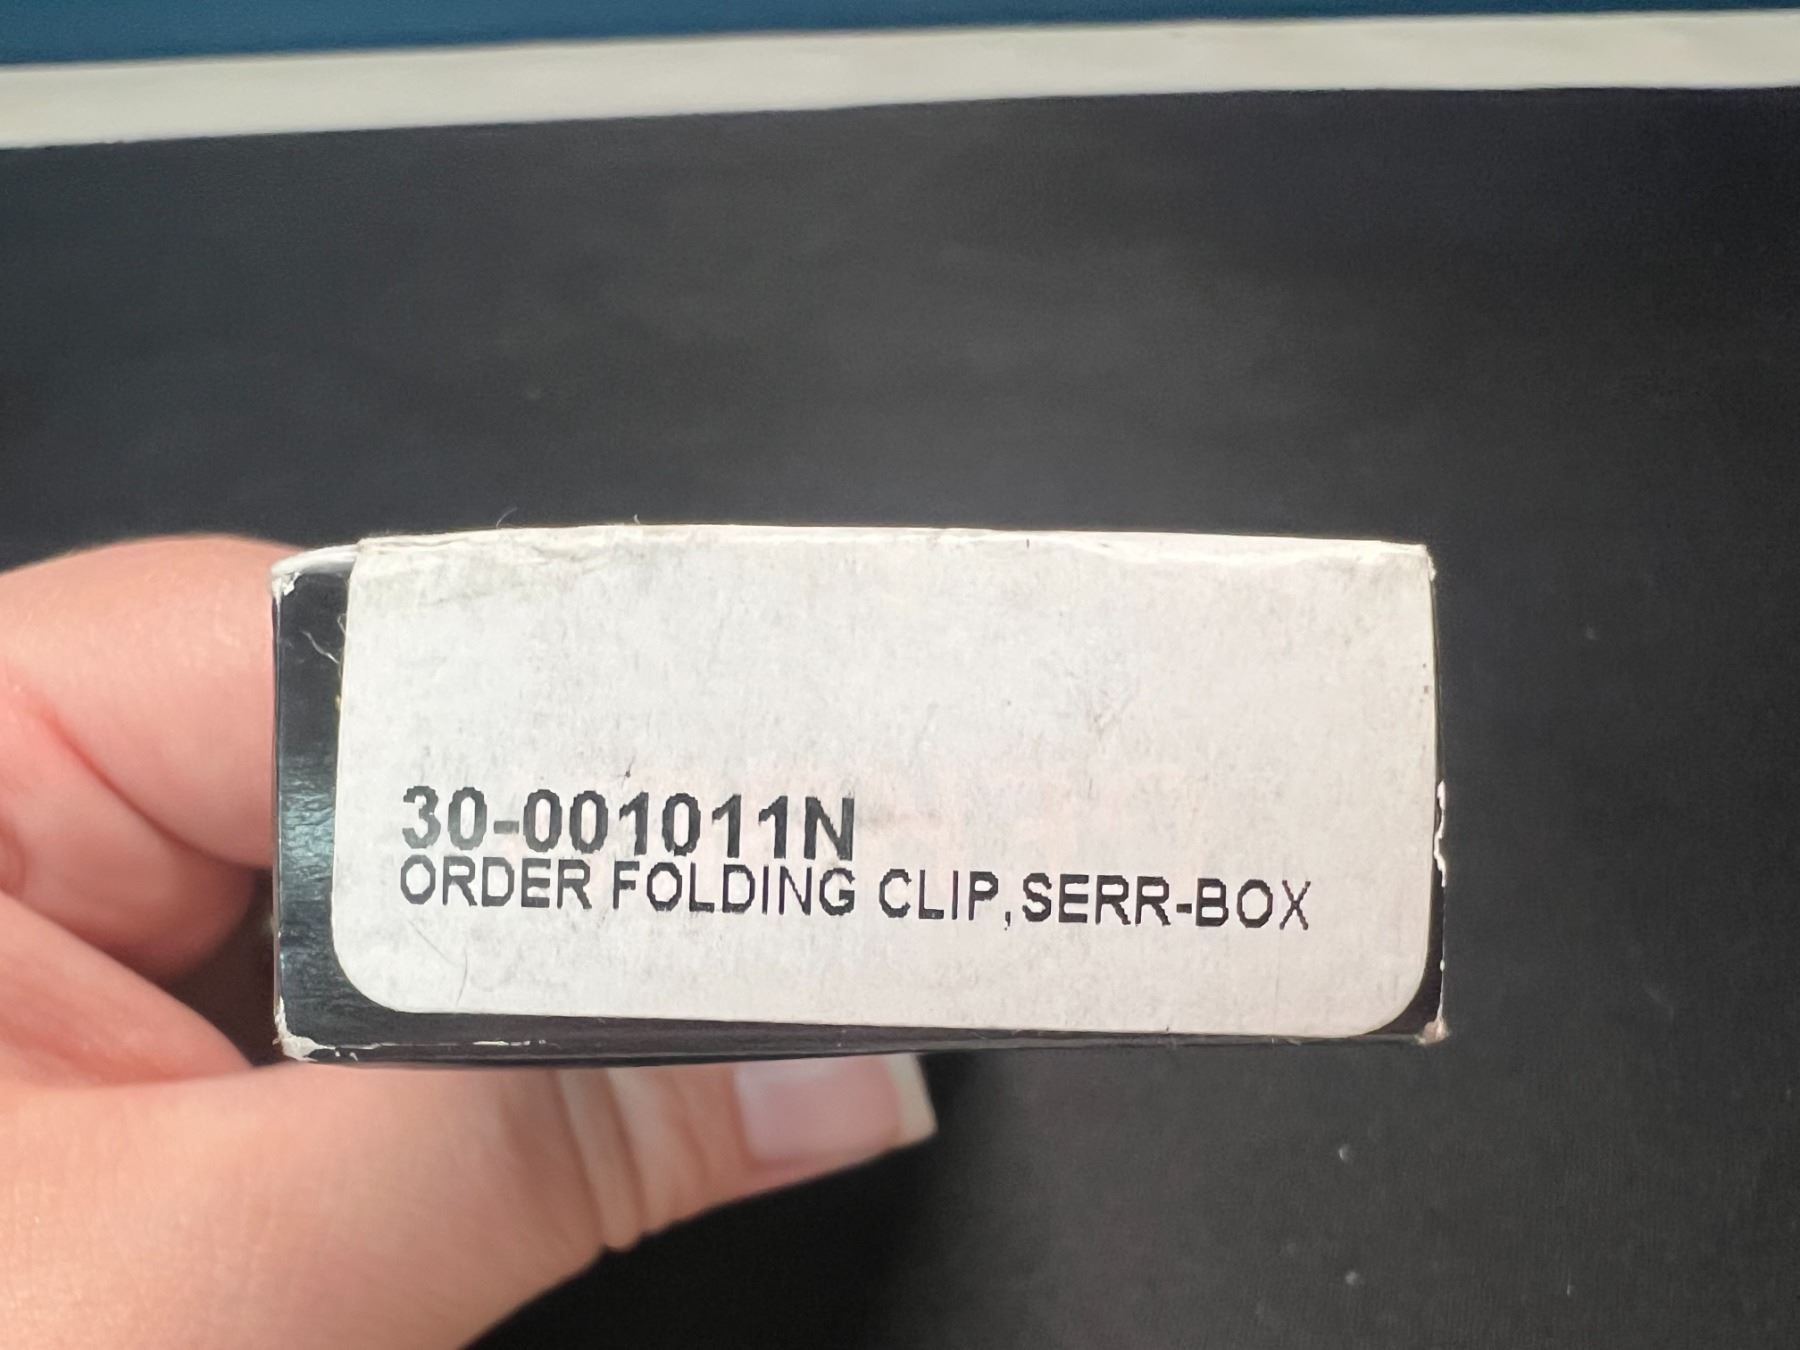 30-001011N
ORDER FOLDING CLIP,SERR-BOX